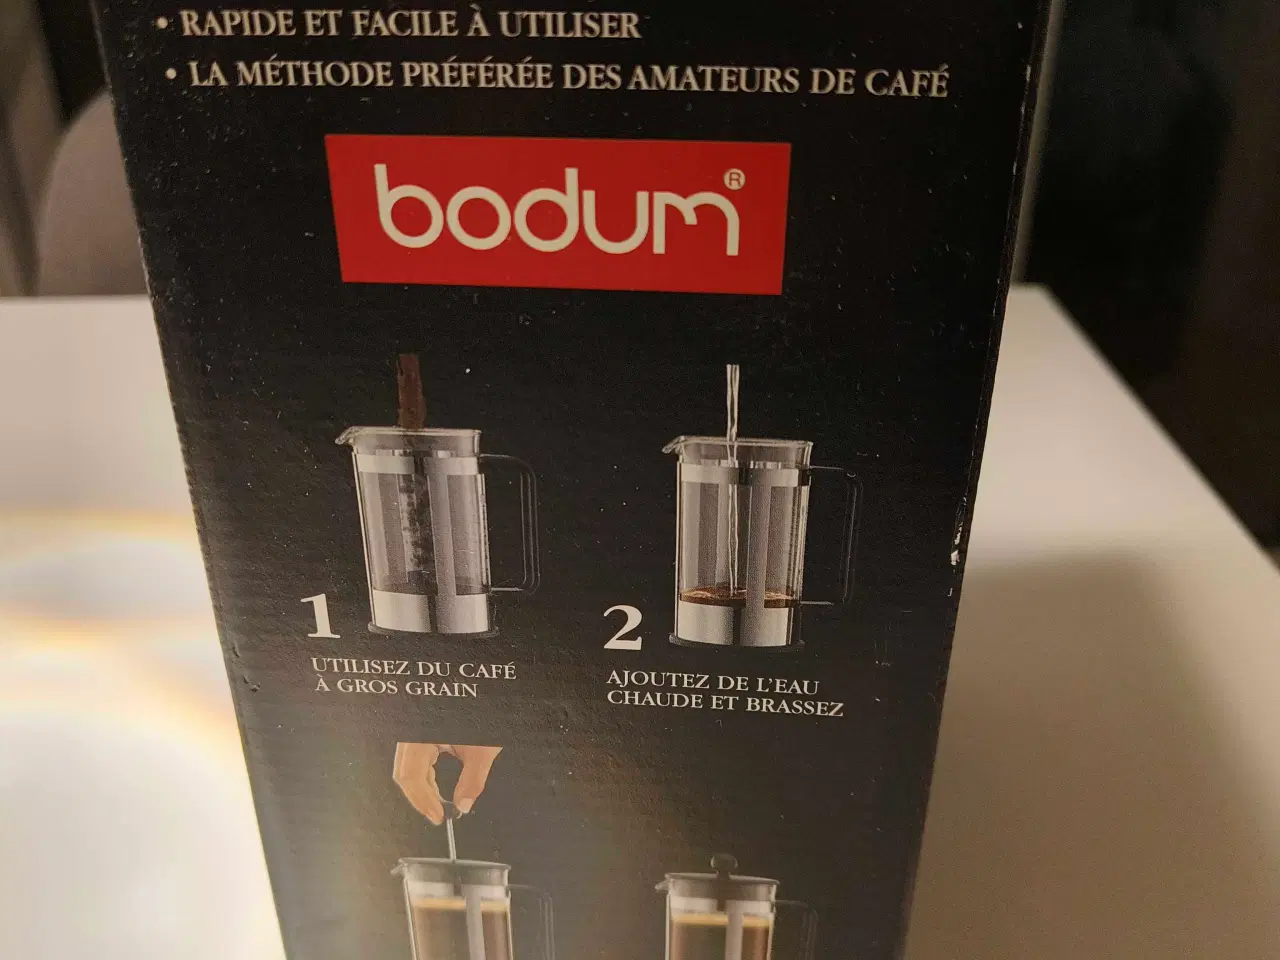 • RAPIDE ET FACILE À UTILISER
• LA MÉTHODE PRÉFÉRÉE DES AMATEURS DE CAFÉ
bodum®
1
UTILISEZ DU CAFÉ
À GROS GRAIN
2
AJOUTEZ DE L'EAU
CHAUDE ET BRASSEZ